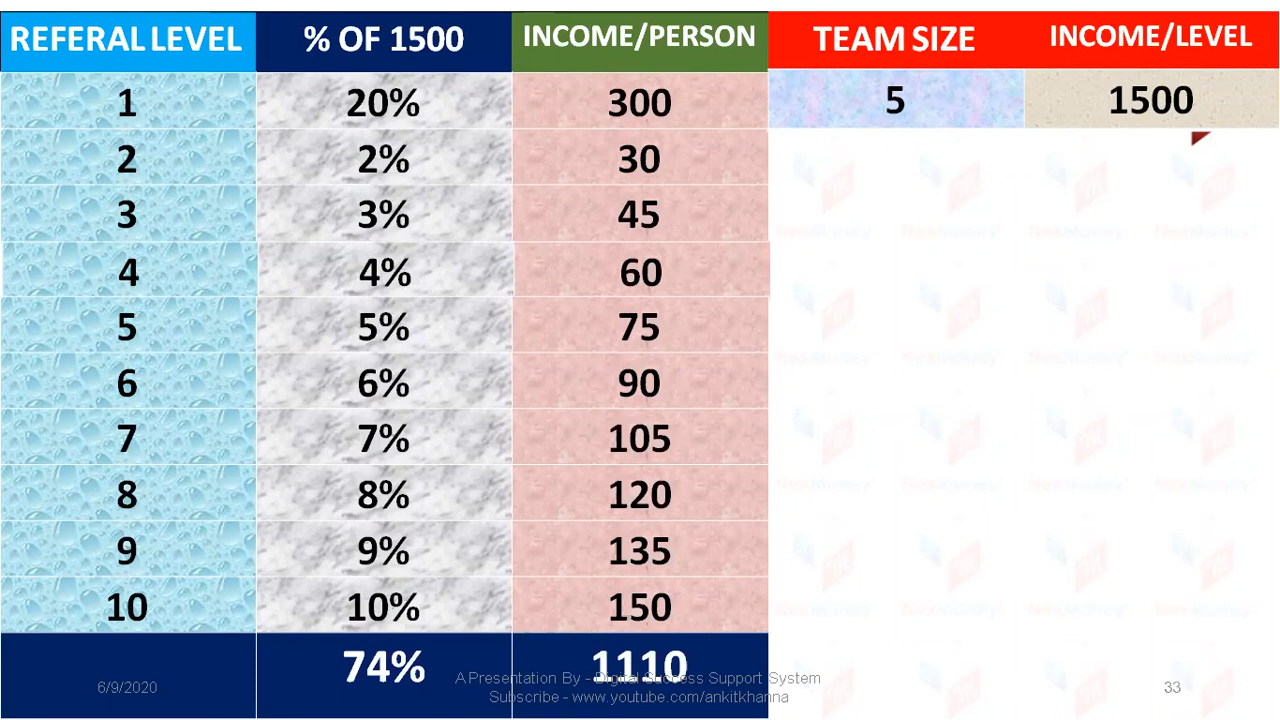 REFERAL LEVEL % OF 1500 INCOME/PERSON TEAM SIZE INCOME/LEVEL
1 20% 300 5 1500
2 2% 30
3 3% 45
4 4% 60
5 5% 75
6 6% 90
7 7% 105
8 8% 120
9 9% 135
10 10% 150
74% 1110
6/9/2020
A Presentation By - Digital Success Support System
Subscribe - www.youtube.com/ankitkhanna
33